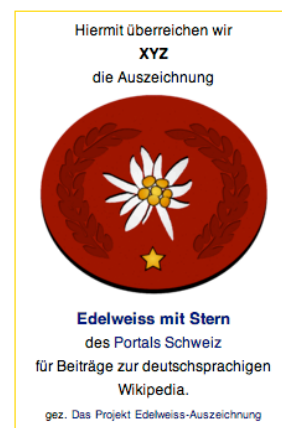 Hiermit überreichen wir
XYZ
die Auszeichnung
Edelweiss mit Stern
des Portals Schweiz
für Beiträge zur deutschsprachigen
Wikipedia.
gez. Das Projekt Edelweiss-Auszeichnung